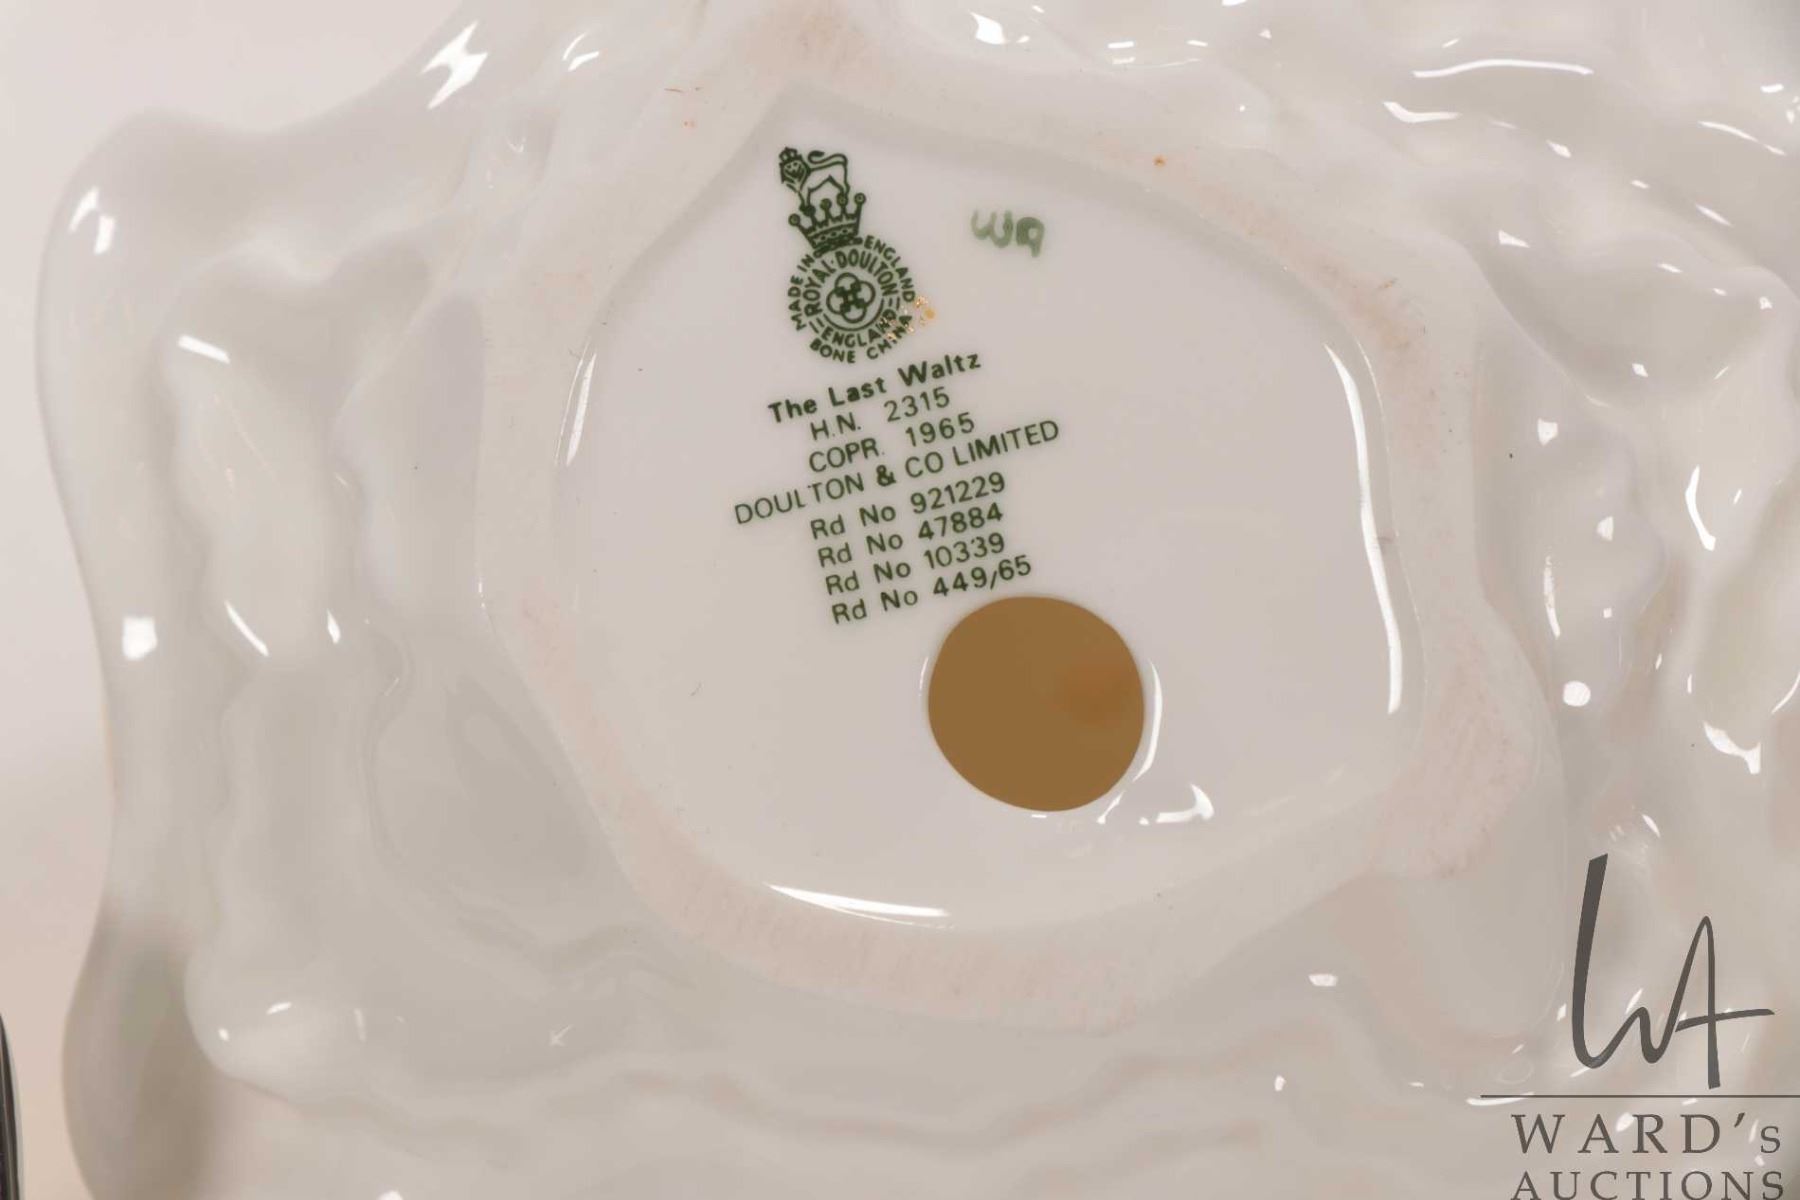 MADE IN ENGLAND
ROYAL·DOULTON
ENGLAND
BONE CHINA
The Last Waltz
H.N. 2315
COPR. 1965
DOULTON & CO LIMITED
Rd No 921229
Rd No 47884
Rd No 10339
Rd No 449/65
WA
WARD's
AUCTIONS